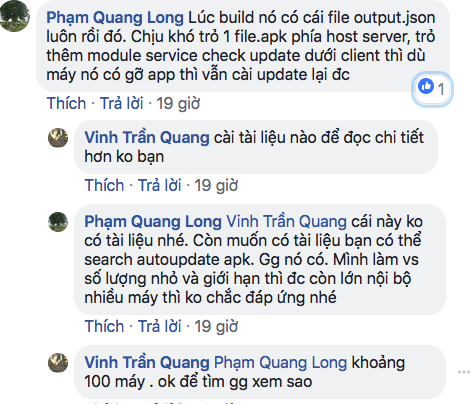 Phạm Quang Long Lúc build nó có cái file output.json
luôn rồi đó. Chịu khó trỏ 1 file.apk phía host server, trỏ
thêm module service check update dưới client thì dù
máy nó có gỡ app thì vẫn cài update lại đc
1
Thích · Trả lời · 19 giờ
Vinh Trần Quang cài tài liệu nào để đọc chi tiết
hơn ko bạn
Thích · Trả lời · 19 giờ
Phạm Quang Long Vinh Trần Quang cái này ko
có tài liệu nhé. Còn muốn có tài liệu bạn có thể
search autoupdate apk. Gg nó có. Mình làm vs
số lượng nhỏ và giới hạn thì đc còn lớn nội bộ
nhiều máy thì ko chắc đáp ứng nhé
Thích · Trả lời · 19 giờ
Vinh Trần Quang Phạm Quang Long khoảng
100 máy . ok để tìm gg xem sao